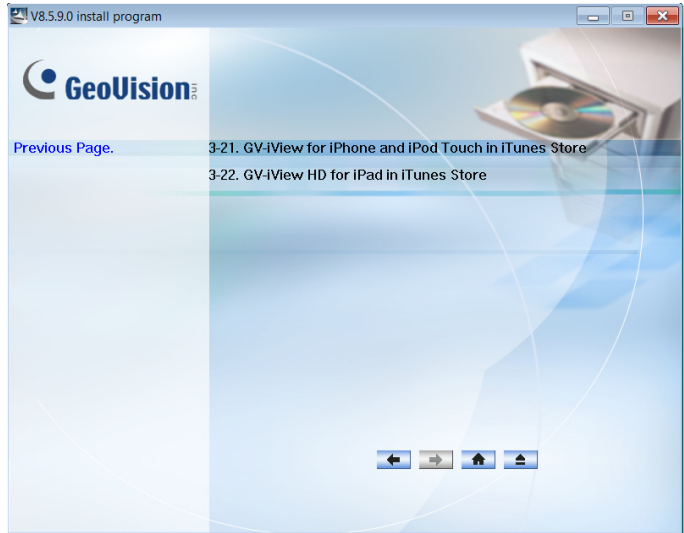 V8.5.9.0 install program
GeoVision inc
Previous Page.
3-21. GV-iView for iPhone and iPod Touch in iTunes Store
3-22. GV-iView HD for iPad in iTunes Store